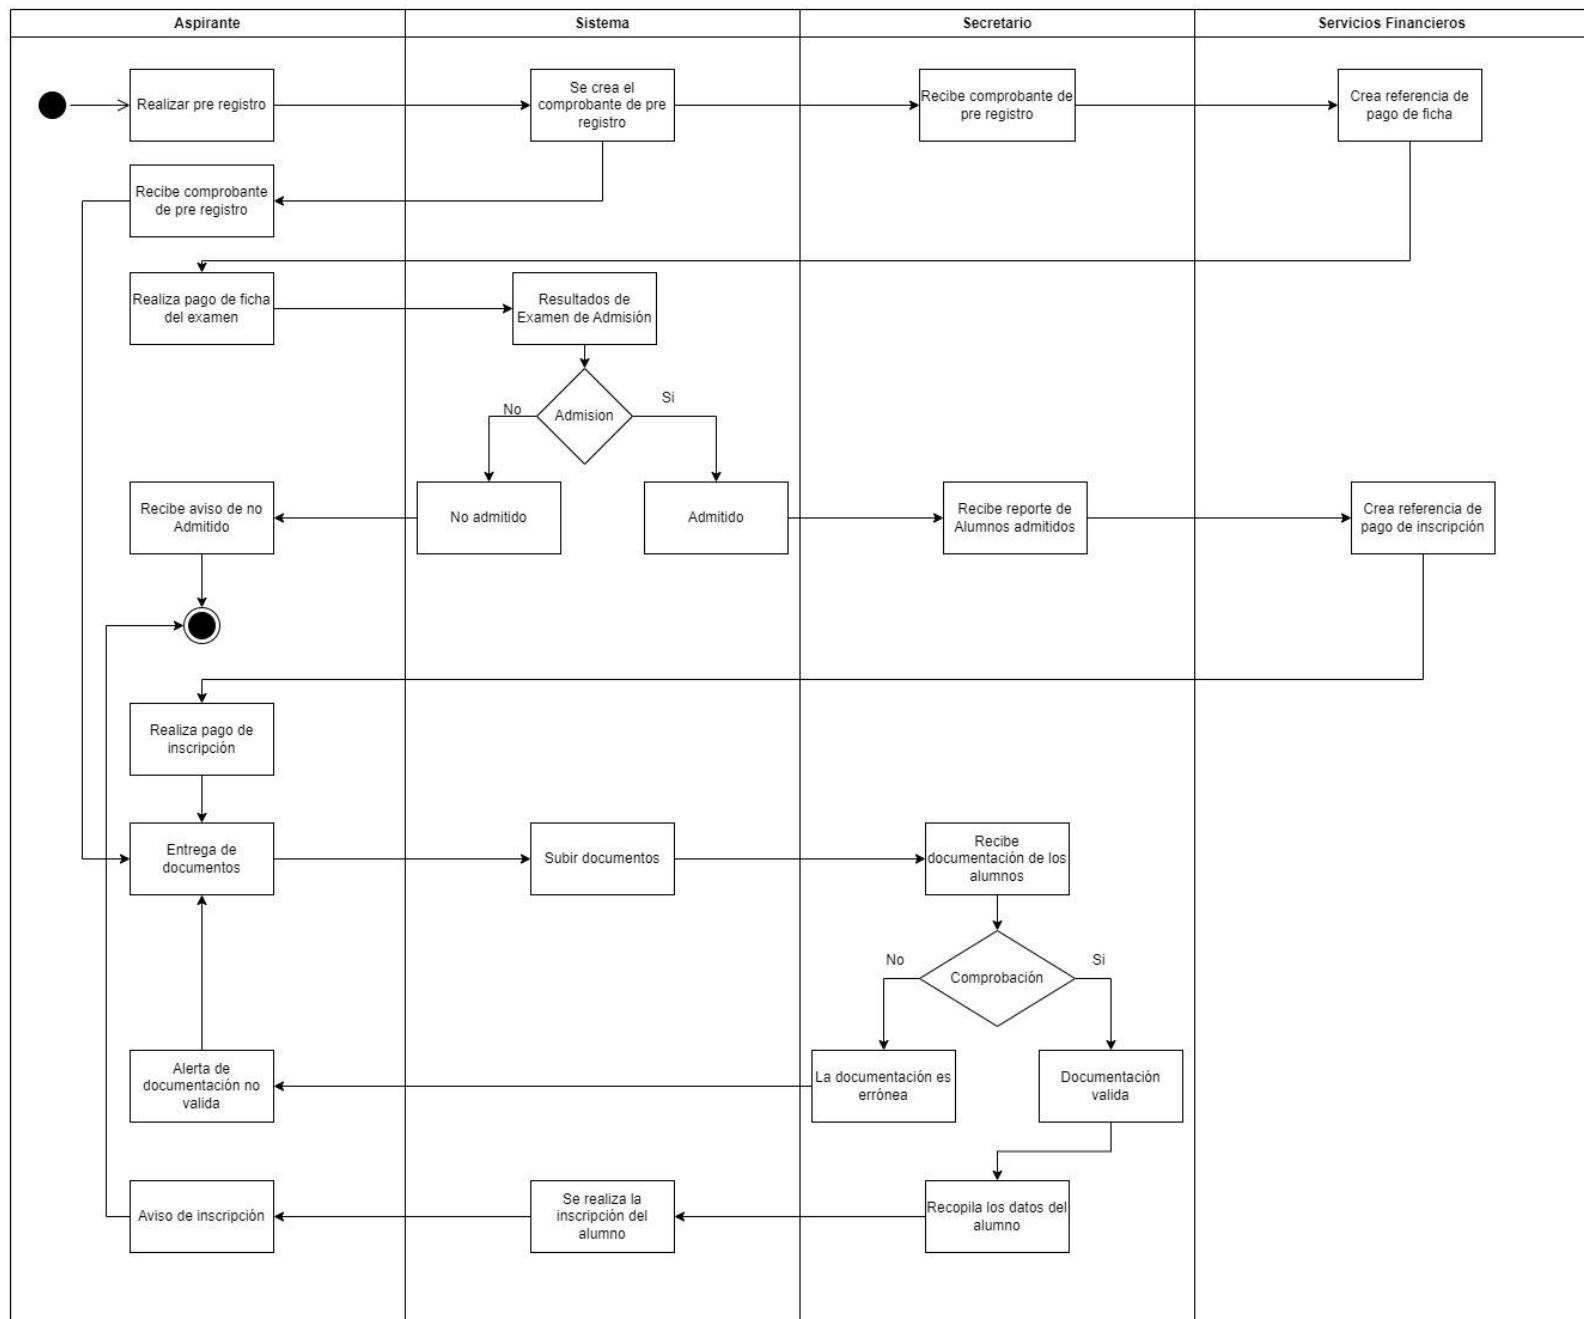 Aspirante
Sistema
Secretario
Servicios Financieros
Realizar pre registro
Se crea el
comprobante de pre
registro
Recibe comprobante de
pre registro
Crea referencia de
pago de ficha
Recibe comprobante
de pre registro
Realiza pago de ficha
del examen
Resultados de
Examen de Admisión
Admision
No
Si
Recibe aviso de no
Admitido
No admitido
Admitido
Recibe reporte de
Alumnos admitidos
Crea referencia de
pago de inscripción
Realiza pago de
inscripción
Entrega de
documentos
Subir documentos
Recibe
documentación de los
alumnos
No
Si
Comprobación
Alerta de
documentación no
valida
La documentación es
errónea
Documentación
valida
Aviso de inscripción
Se realiza la
inscripción del
alumno
Recopila los datos del
alumno